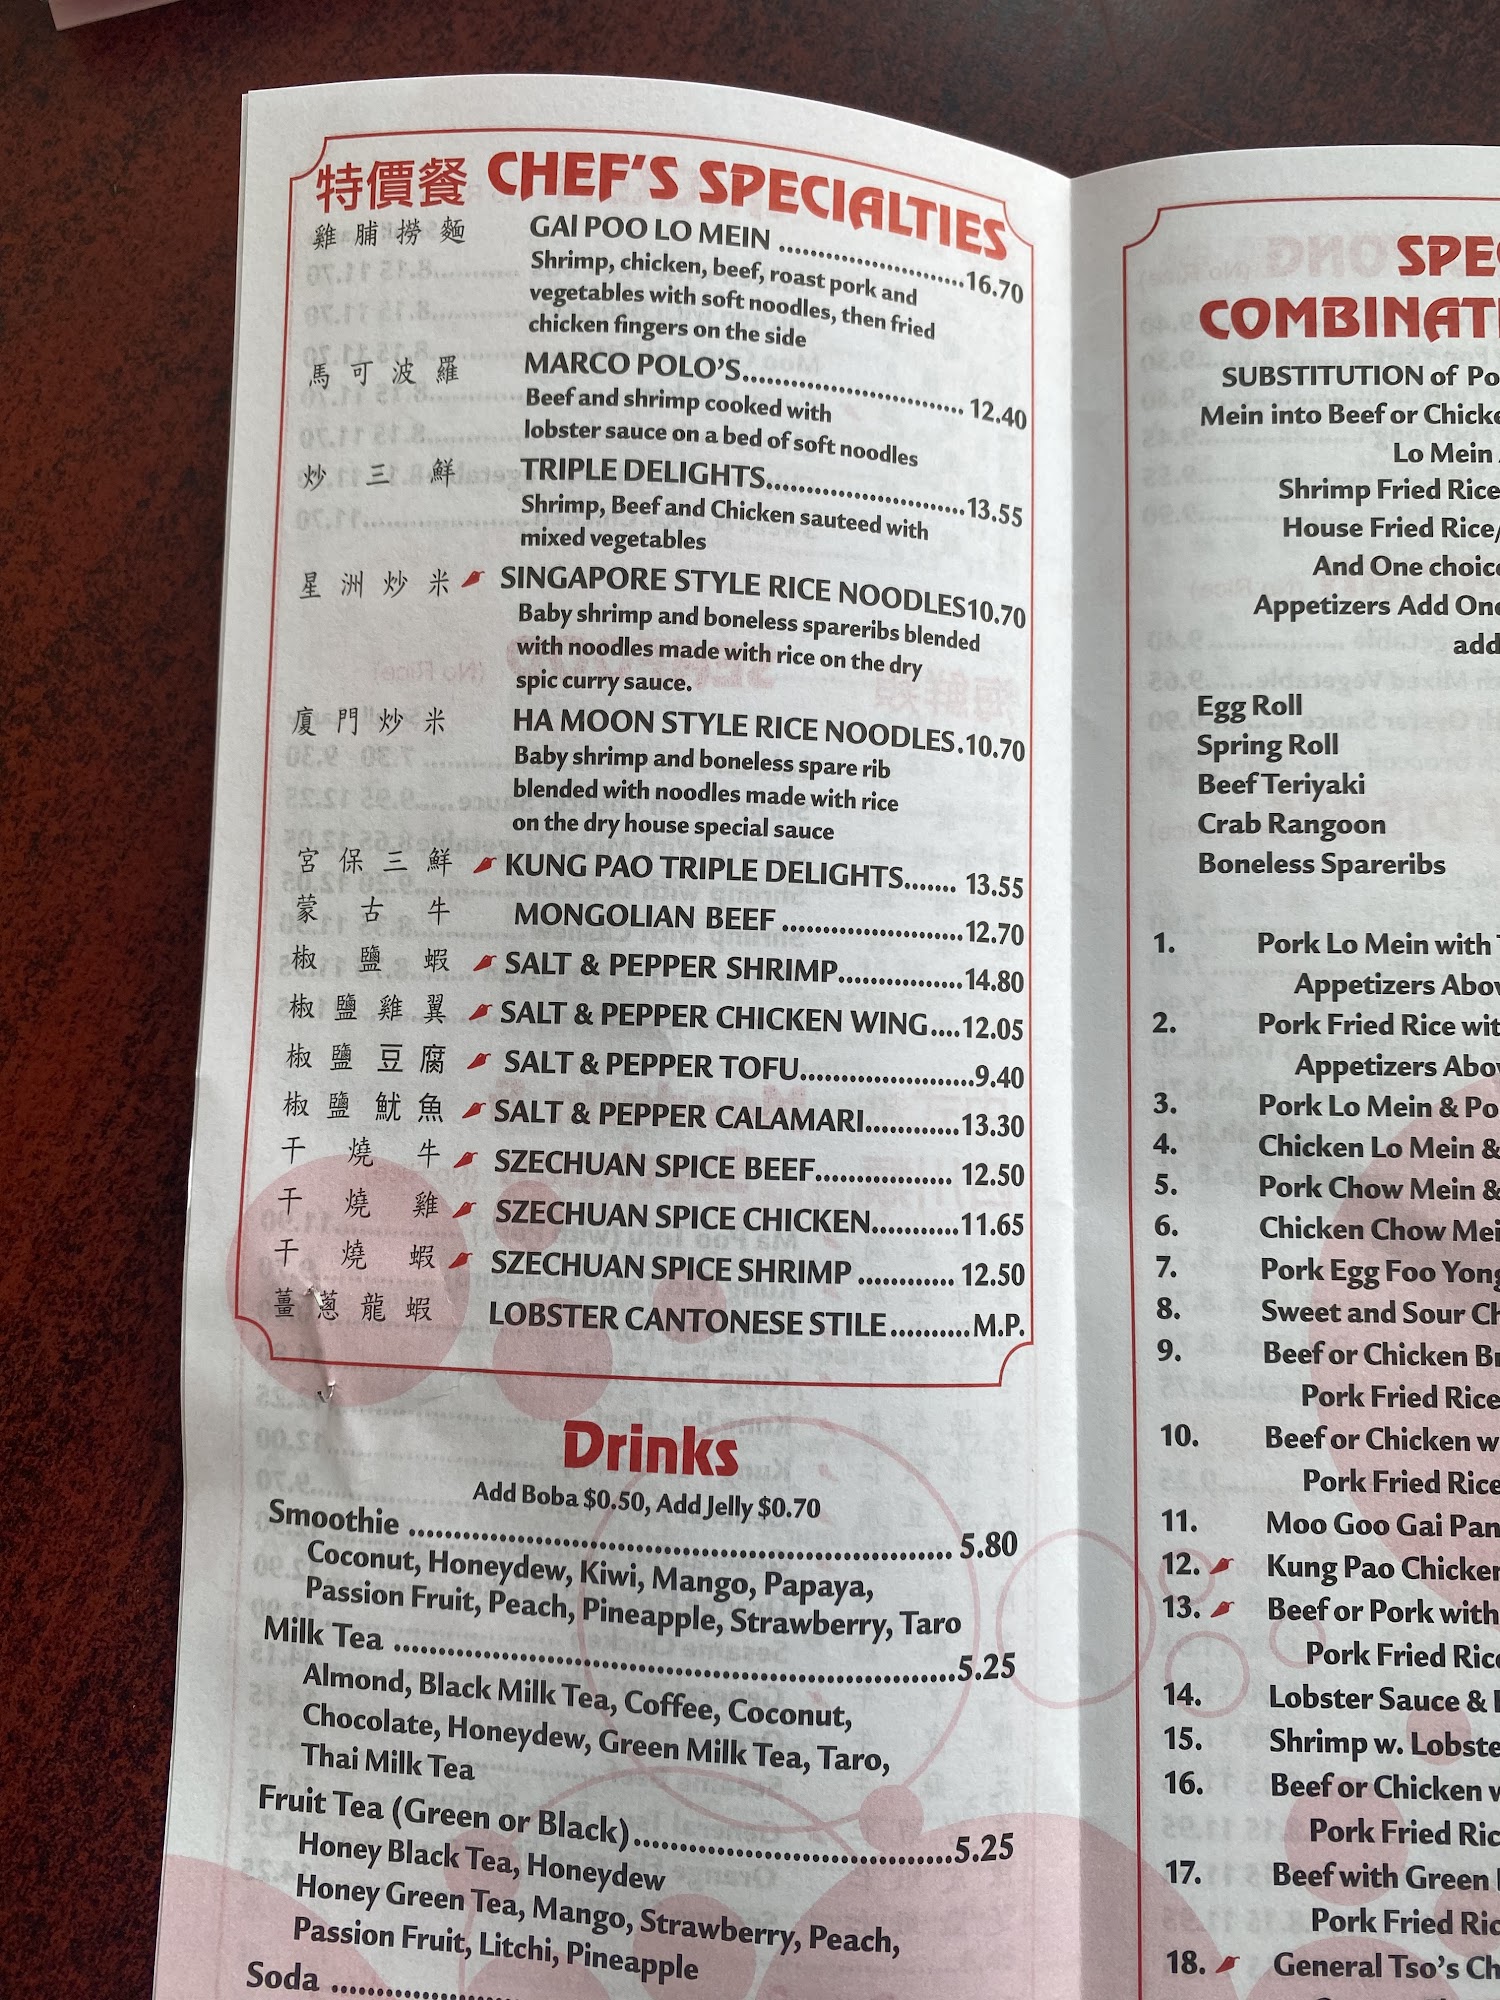 特價餐 CHEF'S SPECIALTIES
雞脯撈麵 GAI POO LO MEIN ........................16.70
Shrimp, chicken, beef, roast pork and
vegetables with soft noodles, then fried
chicken fingers on the side
馬可波羅 MARCO POLO'S............................ 12.40
Beef and shrimp cooked with
lobster sauce on a bed of soft noodles
炒三鮮 TRIPLE DELIGHTS.........................13.55
Shrimp, Beef and Chicken sauteed with
mixed vegetables
星洲炒米 SINGAPORE STYLE RICE NOODLES10.70
Baby shrimp and boneless spareribs blended
with noodles made with rice on the dry
spic curry sauce.
廈門炒米 HA MOON STYLE RICE NOODLES.10.70
Baby shrimp and boneless spare rib
blended with noodles made with rice
on the dry house special sauce
宮保三鮮 KUNG PAO TRIPLE DELIGHTS....... 13.55
蒙古牛 MONGOLIAN BEEF .......................12.70
椒鹽蝦 SALT & PEPPER SHRIMP................14.80
椒鹽雞翼 SALT & PEPPER CHICKEN WING....12.05
椒鹽豆腐 SALT & PEPPER TOFU......................9.40
椒鹽魷魚 SALT & PEPPER CALAMARI............13.30
干燒牛 SZECHUAN SPICE BEEF................. 12.50
干燒雞 SZECHUAN SPICE CHICKEN...........11.65
干燒蝦 SZECHUAN SPICE SHRIMP ............ 12.50
薑蔥龍蝦 LOBSTER CANTONESE STILE..........M.P.
Drinks
Add Boba $0.50, Add Jelly $0.70
Smoothie ............................................................ 5.80
Coconut, Honeydew, Kiwi, Mango, Papaya,
Passion Fruit, Peach, Pineapple, Strawberry, Taro
Milk Tea ..............................................................5.25
Almond, Black Milk Tea, Coffee, Coconut,
Chocolate, Honeydew, Green Milk Tea, Taro,
Thai Milk Tea
Fruit Tea (Green or Black)...................................5.25
Honey Black Tea, Honeydew
Honey Green Tea, Mango, Strawberry, Peach,
Passion Fruit, Litchi, Pineapple
Soda
SPE
COMBINAT
SUBSTITUTION of Po
Mein into Beef or Chick
Lo Mein
Shrimp Fried Rice
House Fried Rice/
And One choic
Appetizers Add One
add
Egg Roll
Spring Roll
Beef Teriyaki
Crab Rangoon
Boneless Spareribs
1. Pork Lo Mein with
Appetizers Abov
2. Pork Fried Rice wit
Appetizers Abo
3. Pork Lo Mein & Po
4. Chicken Lo Mein &
5. Pork Chow Mein &
6. Chicken Chow Mei
7. Pork Egg Foo Yong
8. Sweet and Sour Ch
9. Beef or Chicken Br
Pork Fried Rice
10. Beef or Chicken w
Pork Fried Rice
11. Moo Goo Gai Pan
12. Kung Pao Chicken
13. Beef or Pork with
Pork Fried Rice
14. Lobster Sauce &
15. Shrimp w. Lobste
16. Beef or Chicken
Pork Fried Ric
17. Beef with Green
Pork Fried Ric
18. General Tso's Ch